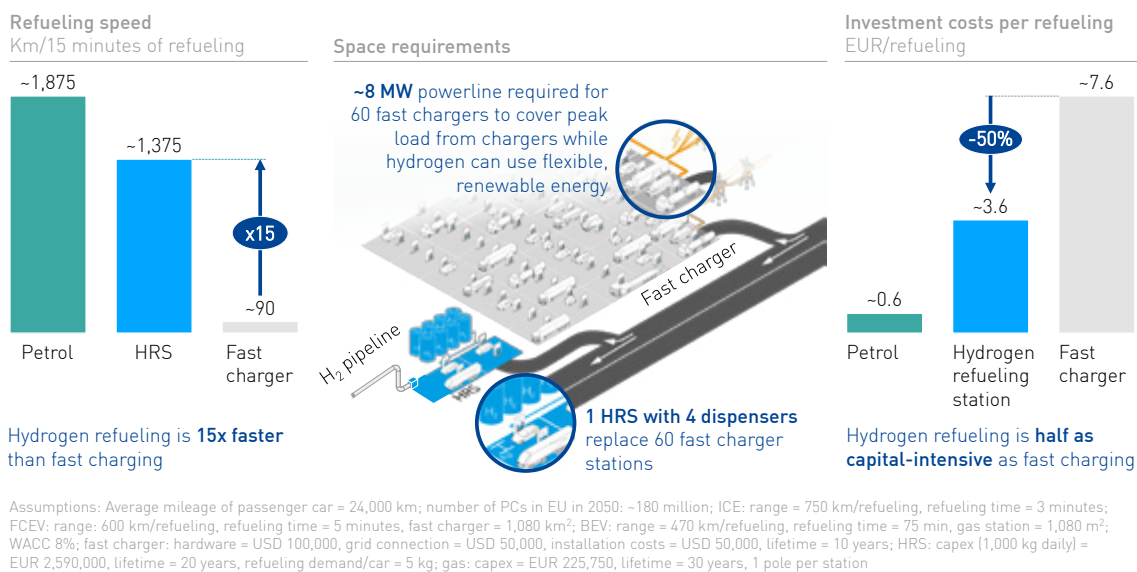 Refueling speed
Km/15 minutes of refueling
~1,875
~1,375
x15
~90
Petrol
HRS
Fast
charger
Hydrogen refueling is 15x faster
than fast charging
Space requirements
~8 MW powerline required for
60 fast chargers to cover peak
load from chargers while
hydrogen can use flexible,
renewable energy
Fast charger
H₂ pipeline
1 HRS with 4 dispensers
replace 60 fast charger
stations
Investment costs per refueling
EUR/refueling
~7.6
-50%
~3.6
~0.6
Petrol
Hydrogen
refueling
station
Fast
charger
Hydrogen refueling is half as
capital-intensive as fast charging
Assumptions: Average mileage of passenger car = 24,000 km; number of PCs in EU in 2050: ~180 million; ICE: range = 750 km/refueling, refueling time = 3 minutes;
FCEV: range: 600 km/refueling, refueling time = 5 minutes, fast charger = 1,080 km²; BEV: range = 470 km/refueling, refueling time = 75 min, gas station = 1,080 m²;
WACC 8%; fast charger: hardware = USD 100,000, grid connection = USD 50,000, installation costs = USD 50,000, lifetime = 10 years; HRS: capex (1,000 kg daily) =
EUR 2,590,000, lifetime = 20 years, refueling demand/car = 5 kg; gas: capex = EUR 225,750, lifetime = 30 years, 1 pole per station